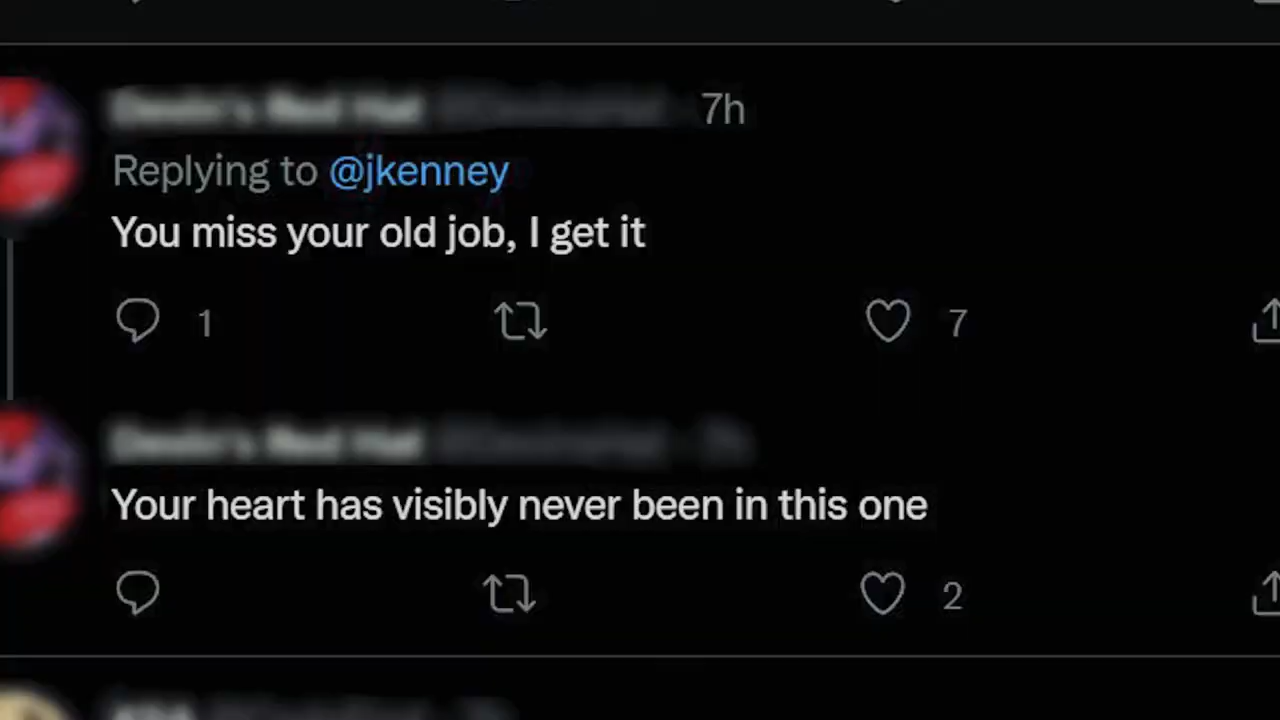 7h
Replying to @jkenney
You miss your old job, I get it
1 7
Your heart has visibly never been in this one
2